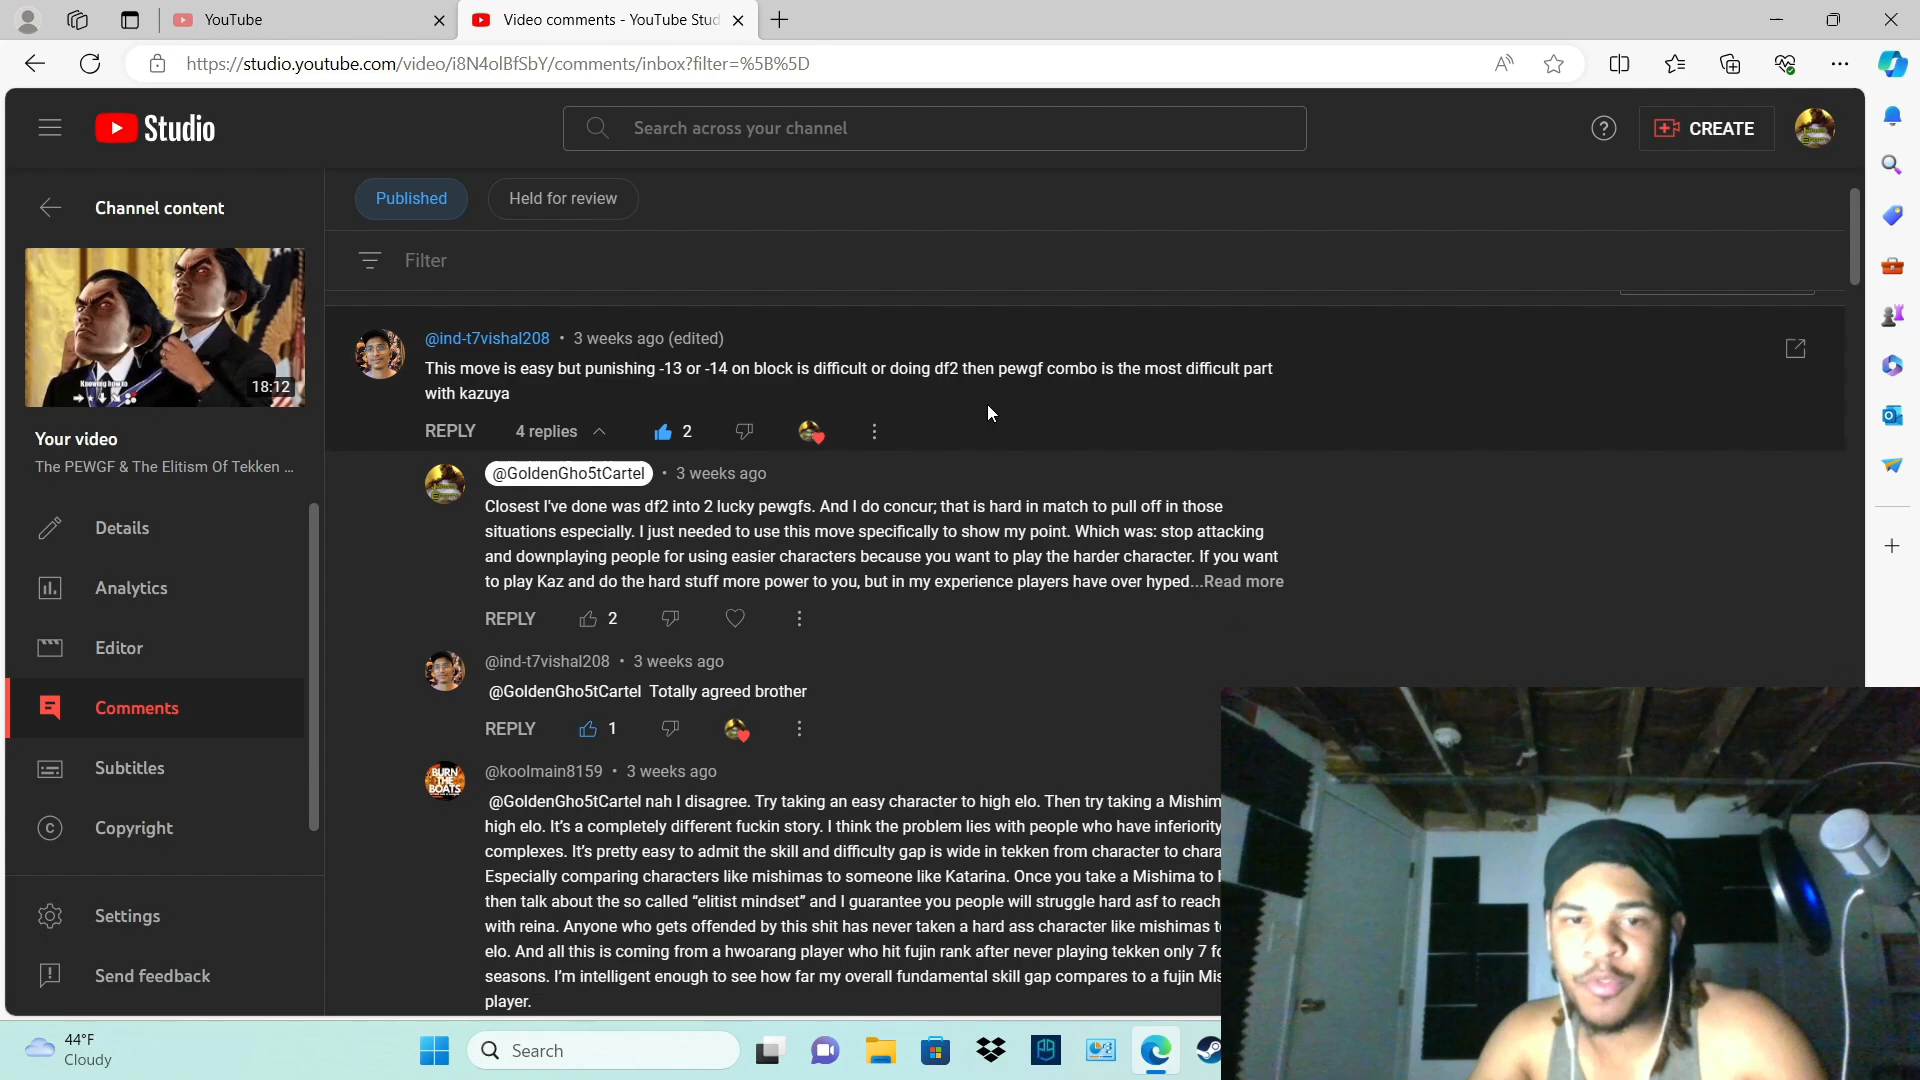 YouTube
Video comments - YouTube Stud
https://studio.youtube.com/video/i8N4olBfSbY/comments/inbox?filter=%5B%5D
Studio
Search across your channel
CREATE
Channel content
Published
Held for review
Filter
Knowing how to
18:12
Your video
The PEWGF & The Elitism Of Tekken ...
Details
Analytics
Editor
Comments
Subtitles
Copyright
Settings
Send feedback
@ind-t7vishal208 • 3 weeks ago (edited)
This move is easy but punishing -13 or -14 on block is difficult or doing df2 then pewgf combo is the most difficult part
with kazuya
REPLY 4 replies 2
@GoldenGho5tCartel • 3 weeks ago
Closest I've done was df2 into 2 lucky pewgfs. And I do concur; that is hard in match to pull off in those
situations especially. I just needed to use this move specifically to show my point. Which was: stop attacking
and downplaying people for using easier characters because you want to play the harder character. If you want
to play Kaz and do the hard stuff more power to you, but in my experience players have over hyped...Read more
REPLY 2
@ind-t7vishal208 • 3 weeks ago
@GoldenGho5tCartel Totally agreed brother
REPLY 1
BURN
THE
BOATS
@koolmain8159 • 3 weeks ago
@GoldenGho5tCartel nah I disagree. Try taking an easy character to high elo. Then try taking a Mishim
high elo. It's a completely different fuckin story. I think the problem lies with people who have inferiority
complexes. It's pretty easy to admit the skill and difficulty gap is wide in tekken from character to chara
Especially comparing characters like mishimas to someone like Katarina. Once you take a Mishima to
then talk about the so called "elitist mindset" and I guarantee you people will struggle hard asf to reach
with reina. Anyone who gets offended by this shit has never taken a hard ass character like mishimas
elo. And all this is coming from a hwoarang player who hit fujin rank after never playing tekken only 7 fo
seasons. I'm intelligent enough to see how far my overall fundamental skill gap compares to a fujin Mis
player.
44°F
Cloudy
Search